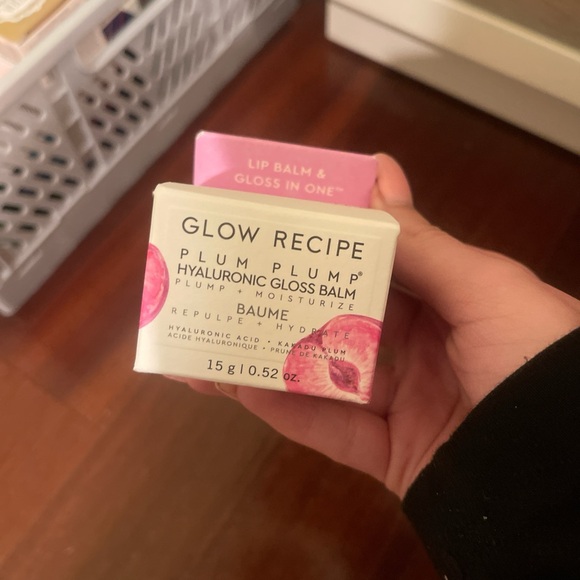 LIP BALM &
GLOSS IN ONE™
GLOW RECIPE
PLUM PLUMP®
HYALURONIC GLOSS BALM
PLUMP + MOISTURIZE
BAUME
REPULPE + HYDRATE
HYALURONIC ACID + KAKADU PLUM
ACIDE HYALURONIQUE + PRUNE DE KAKADU
15 g | 0.52 oz.